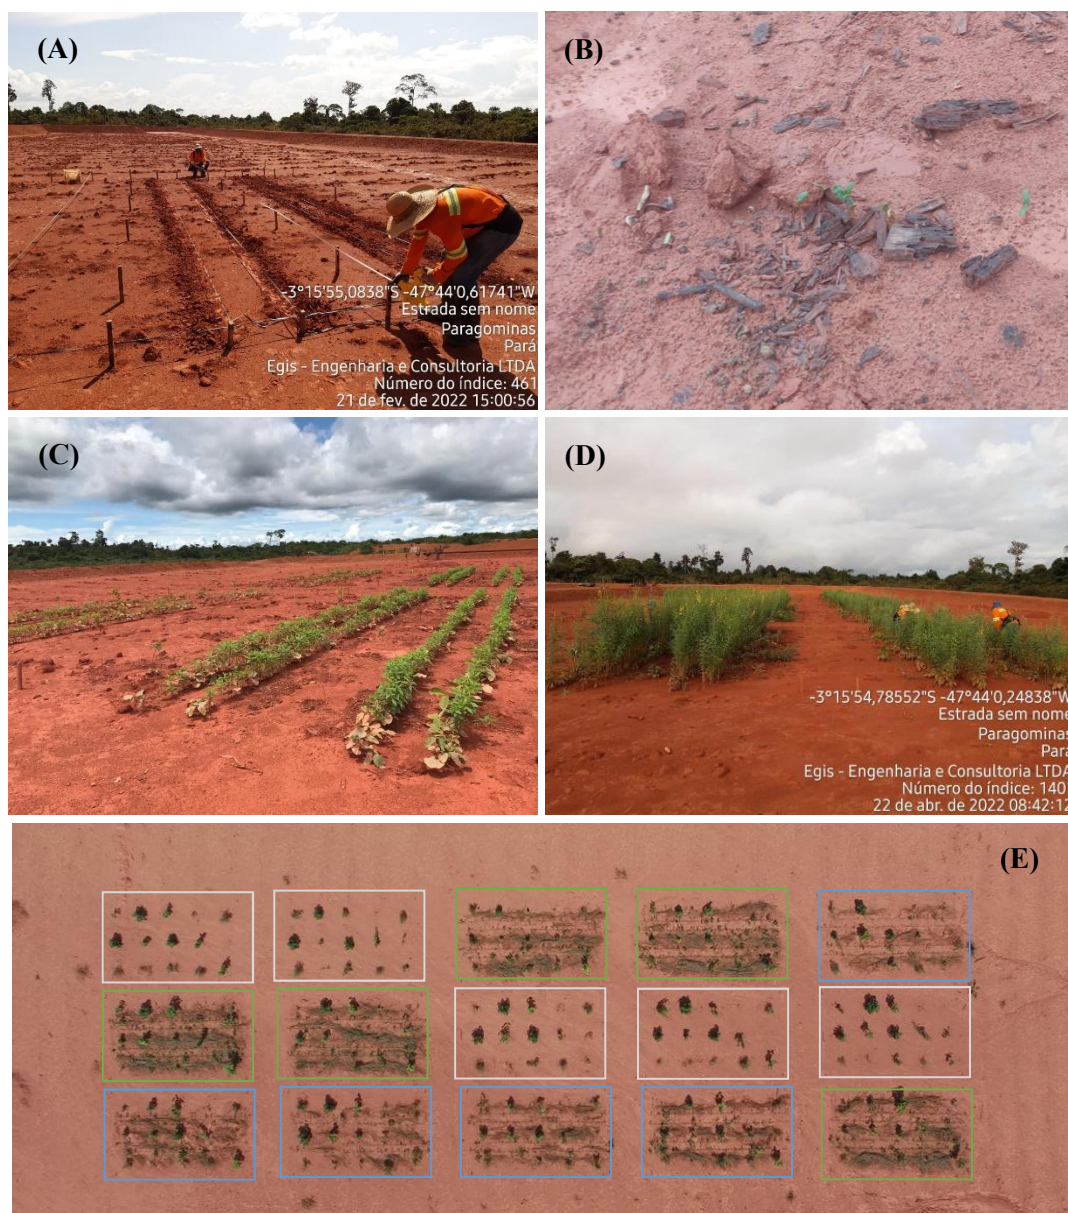 (A)
-3°15'55,0838"S -47°44'0,61741"W
Estrada sem nome
Paragominas
Pará
Egis - Engenharia e Consultoria LTDA
Número do índice: 461
21 de fev. de 2022 15:00:56
(B)
(C)
(D)
-3°15'54,78552"S -47°44'0,24838"W
Estrada sem nome
Paragominas
Pará
Egis - Engenharia e Consultoria LTDA
Número do índice: 140
22 de abr. de 2022 08:42:12
(E)